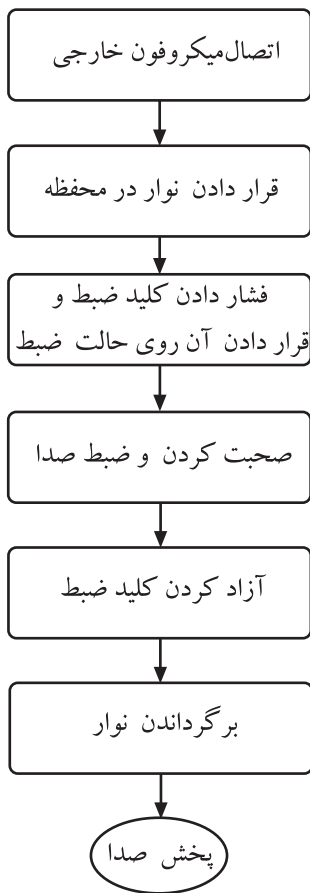 اتصال میکروفون خارجی
قرار دادن نوار در محفظه
فشار دادن کلید ضبط و
قرار دادن آن روی حالت ضبط
صحبت کردن و ضبط صدا
آزاد کردن کلید ضبط
برگرداندن نوار
پخش صدا